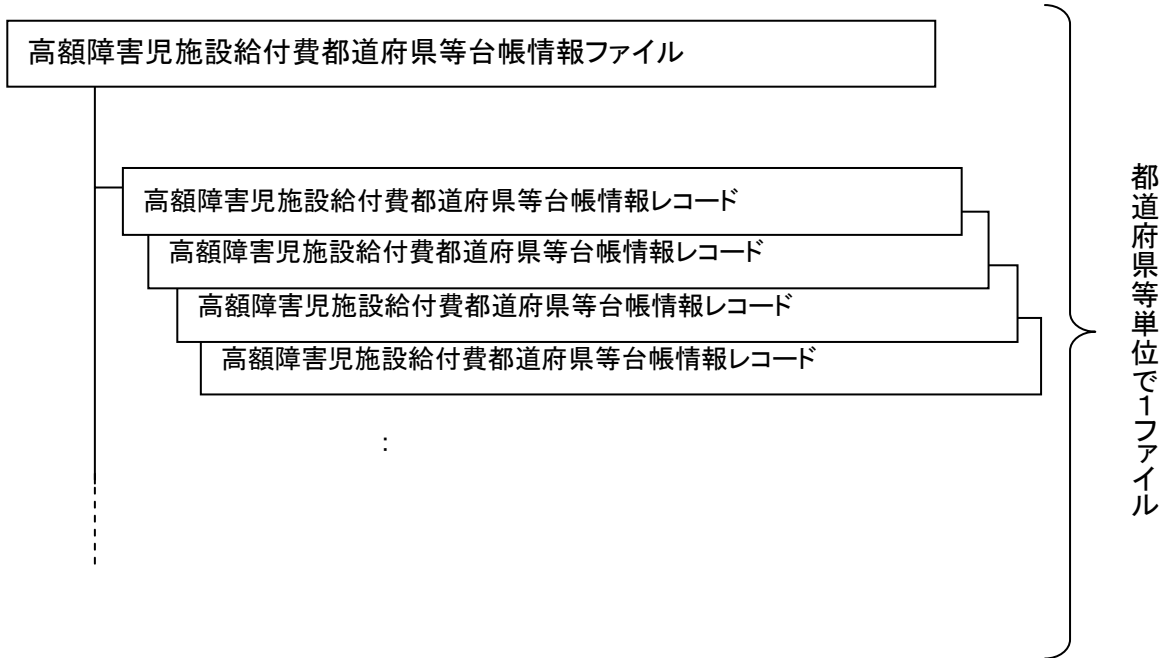 高額障害児施設給付費都道府県等台帳情報ファイル
高額障害児施設給付費都道府県等台帳情報レコード
高額障害児施設給付費都道府県等台帳情報レコード
高額障害児施設給付費都道府県等台帳情報レコード
高額障害児施設給付費都道府県等台帳情報レコード
:
都道府県等単位で1ファイル